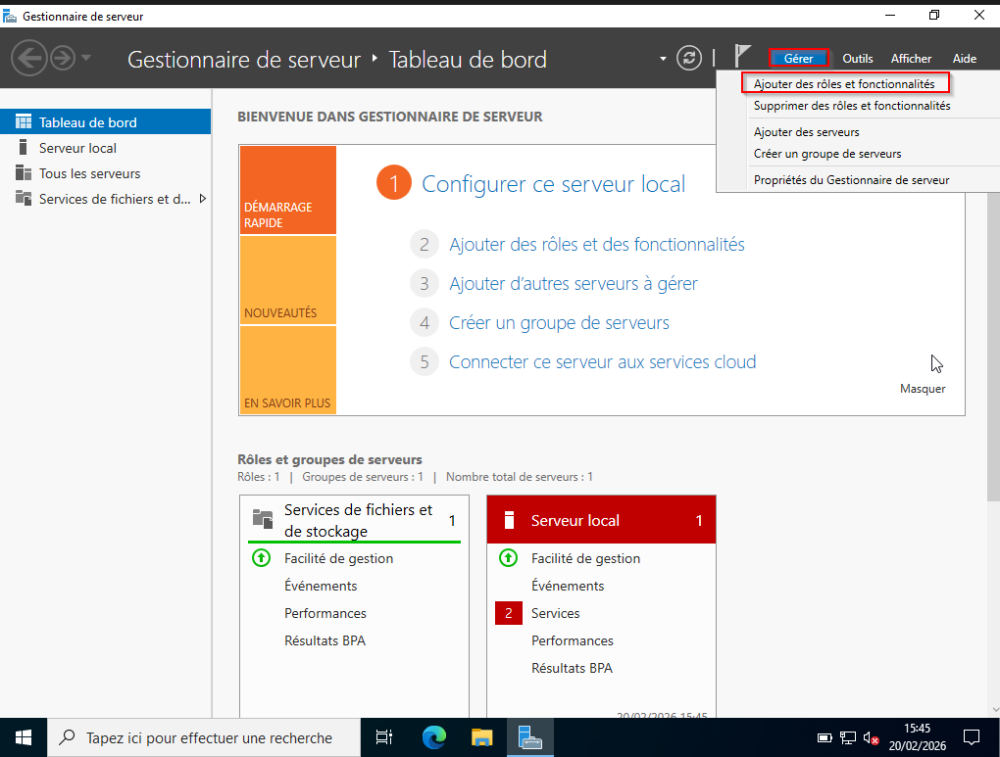 Gestionnaire de serveur
Gestionnaire de serveur
Tableau de bord
Gérer
Outils
Afficher
Aide
Ajouter des rôles et fonctionnalités
Supprimer des rôles et fonctionnalités
Ajouter des serveurs
Créer un groupe de serveurs
Propriétés du Gestionnaire de serveur
Tableau de bord
Serveur local
Tous les serveurs
Services de fichiers et d...
BIENVENUE DANS GESTIONNAIRE DE SERVEUR
DÉMARRAGE
RAPIDE
NOUVEAUTÉS
EN SAVOIR PLUS
1 Configurer ce serveur local
2 Ajouter des rôles et des fonctionnalités
3 Ajouter d’autres serveurs à gérer
4 Créer un groupe de serveurs
5 Connecter ce serveur aux services cloud
Masquer
Rôles et groupes de serveurs
Rôles : 1 | Groupes de serveurs : 1 | Nombre total de serveurs : 1
Services de fichiers et
de stockage
1
Facilité de gestion
Événements
Performances
Résultats BPA
Serveur local 1
Facilité de gestion
Événements
2 Services
Performances
Résultats BPA
20/02/2026 15:45
Tapez ici pour effectuer une recherche
15:45
20/02/2026